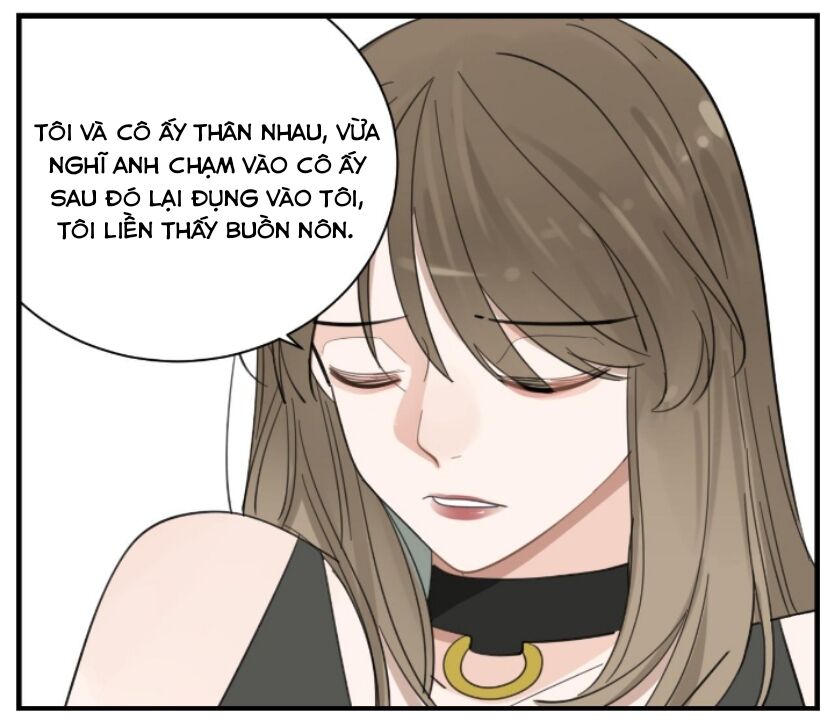 TÔI VÀ CÔ ẤY THÂN NHAU, VỪA
NGHĨ ANH CHẠM VÀO CÔ ẤY
SAU ĐÓ LẠI ĐỤNG VÀO TÔI,
TÔI LIỀN THẤY BUỒN NÔN.